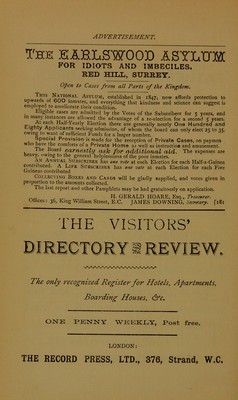 ADVERTISEMENT.
THE EARLSWOOD ASYLUM
FOR IDIOTS AND IMBECILES.
RED HILL, SURREY.
Open to Cases from all Parts of the Kingdom.
THIS NATIONAL ASYLUM, established in 1847, now affords protection to
upwards of 600 inmates, and everything that kindness and science can suggest is
employed to ameliorate their condition.
Eligible cases are admitted by the Votes of the Subscribers for 5 years, and
in many instances are allowed the advantage of a re-election for a second 5 years.
At each Half-Yearly Election there are generally nearly One Hundred and
Eighty Applicants seeking admission, of whom the board can only elect 25 to 35
owing to want of sufficient Funds for a larger number.
Special Provision is made for the reception of Private Cases, or payment
who have the comforts of a Private Home as well as instruction and amusement.
The Board earnestly ask for additional aid. The expenses are
heavy, owing to the general helplessness of the poor inmates.
AN ANNUAL SUBSCRIBER has one vote at each Election for each Half-a-Guinea
contributed. A LIFE SUBSCRIBER has one vote at each Election for each Five
Guineas contributed
COLLECTING BOXES AND CARDS will be gladly supplied, and votes given in
proportion to the amounts collected.
The last report and other Pamphlets may be had gratuitously on application.
H. GERALD HOARE, Esq., Treasurer.
Offices: 36, King William Street, E.C. JAMES DOWNING, Secretary. [181
THE VISITORS'
DIRECTORY AND REVIEW.
The only recognized Register for Hotels, Apartments,
Boarding Houses, &c.
ONE PENNY WEEKLY, Post free.
LONDON:
THE RECORD PRESS, LTD., 376, Strand, W.C.